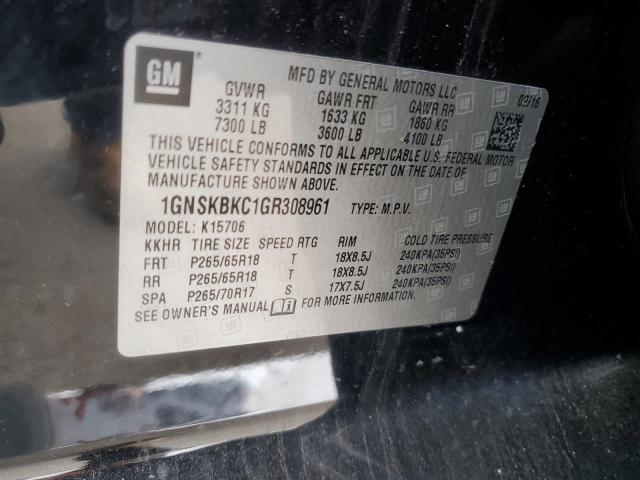 GM
MFD BY GENERAL MOTORS LLC
03/16
GVWR GAWR FRT GAWR RR
3311 KG 1633 KG 1860 KG
7300 LB 3600 LB 4100 LB
THIS VEHICLE CONFORMS TO ALL APPLICABLE U.S. FEDERAL MOTOR
VEHICLE SAFETY STANDARDS IN EFFECT ON THE DATE OF
MANUFACTURE SHOWN ABOVE.
1GNSKBKC1GR308961 TYPE: M.P.V.
MODEL: K15706
KKHR TIRE SIZE SPEED RTG RIM COLD TIRE PRESSURE
FRT P265/65R18 T 18X8.5J 240KPA(35PSI)
RR P265/65R18 T 18X8.5J 240KPA(35PSI)
SPA P265/70R17 S 17X7.5J 240KPA(35PSI)
SEE OWNER'S MANUAL FOR MORE INFORMATION.